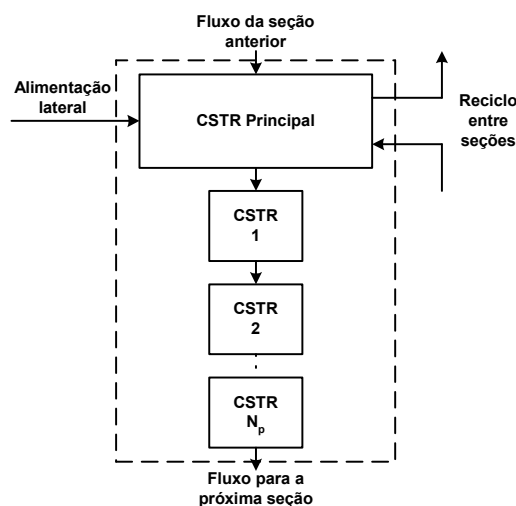 Fluxo da seção
anterior
Alimentação
lateral
CSTR Principal
Reciclo
entre
seções
CSTR
1
CSTR
2
CSTR
Np
Fluxo para a
próxima seção